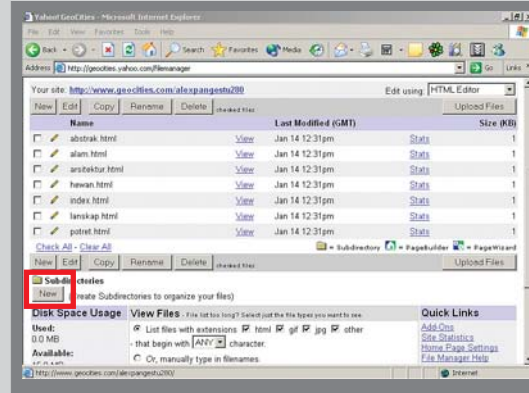 Yahoo! GeoCities - Microsoft Internet Explorer
File Edit View Favorites Tools Help
Back Search Favorites Media
Address http://geocities.yahoo.com/filemanager Go Links
Your site: http://www.geocities.com/alexpangestu280 Edit using: HTML Editor
New Edit Copy Rename Delete checked files Upload Files
Name Last Modified (GMT) Size (KB)
abstrak.html View Jan 14 12:31pm Stats 1
alam.html View Jan 14 12:31pm Stats 1
arsitektur.html View Jan 14 12:31pm Stats 1
hewan.html View Jan 14 12:31pm Stats 1
index.html View Jan 14 12:31pm Stats 1
lanskap.html View Jan 14 12:31pm Stats 1
potret.html View Jan 14 12:31pm Stats 1
Check All - Clear All = Subdirectory = PageBuilder = PageWizard
New Edit Copy Rename Delete checked files Upload Files
Subdirectories
New (Create Subdirectories to organize your files)
Disk Space Usage View Files - File list too long? Select just the file types you want to see. Quick Links
Used: List files with extensions html gif jpg other Add-Ons
0.0 MB - that begin with ANY character. Site Statistics
Available: Or, manually type in filenames. Home Page Settings
File Manager Help
http://www.geocities.com/alexpangestu280/ Internet